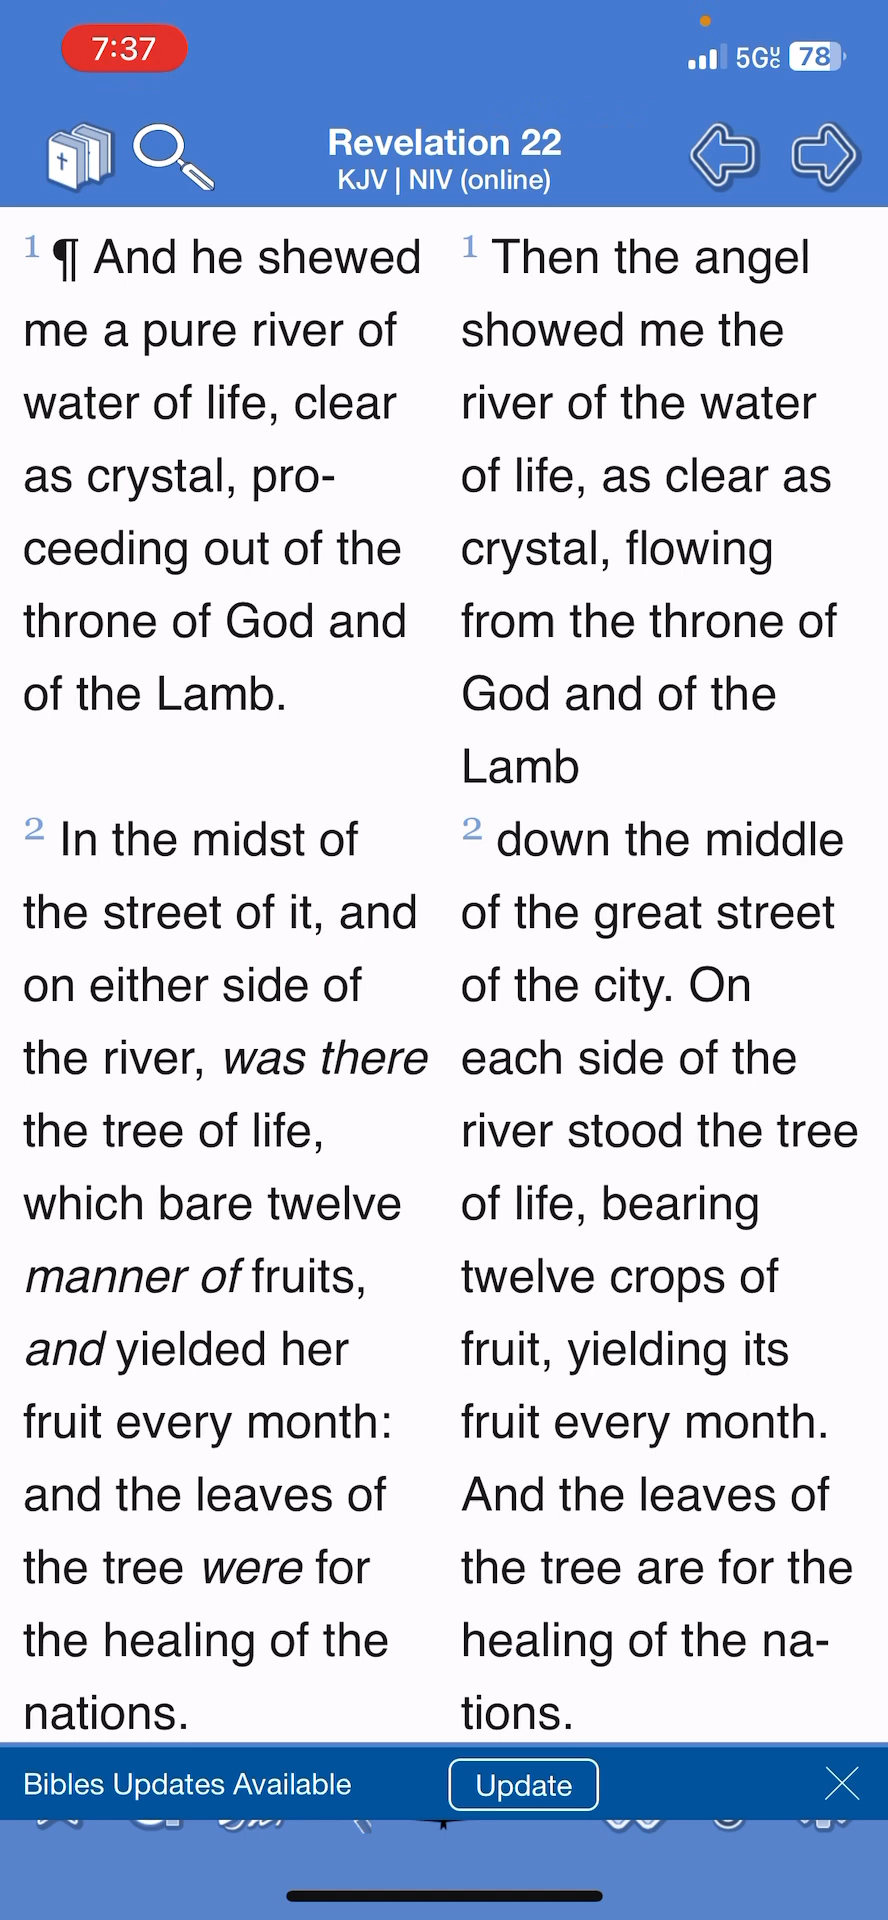 7:37
5G UC 78
Revelation 22
KJV | NIV (online)
1 ¶ And he shewed
me a pure river of
water of life, clear
as crystal, pro-
ceeding out of the
throne of God and
of the Lamb.
2 In the midst of
the street of it, and
on either side of
the river, was there
the tree of life,
which bare twelve
manner of fruits,
and yielded her
fruit every month:
and the leaves of
the tree were for
the healing of the
nations.
1 Then the angel
showed me the
river of the water
of life, as clear as
crystal, flowing
from the throne of
God and of the
Lamb
2 down the middle
of the great street
of the city. On
each side of the
river stood the tree
of life, bearing
twelve crops of
fruit, yielding its
fruit every month.
And the leaves of
the tree are for the
healing of the na-
tions.
Bibles Updates Available
Update